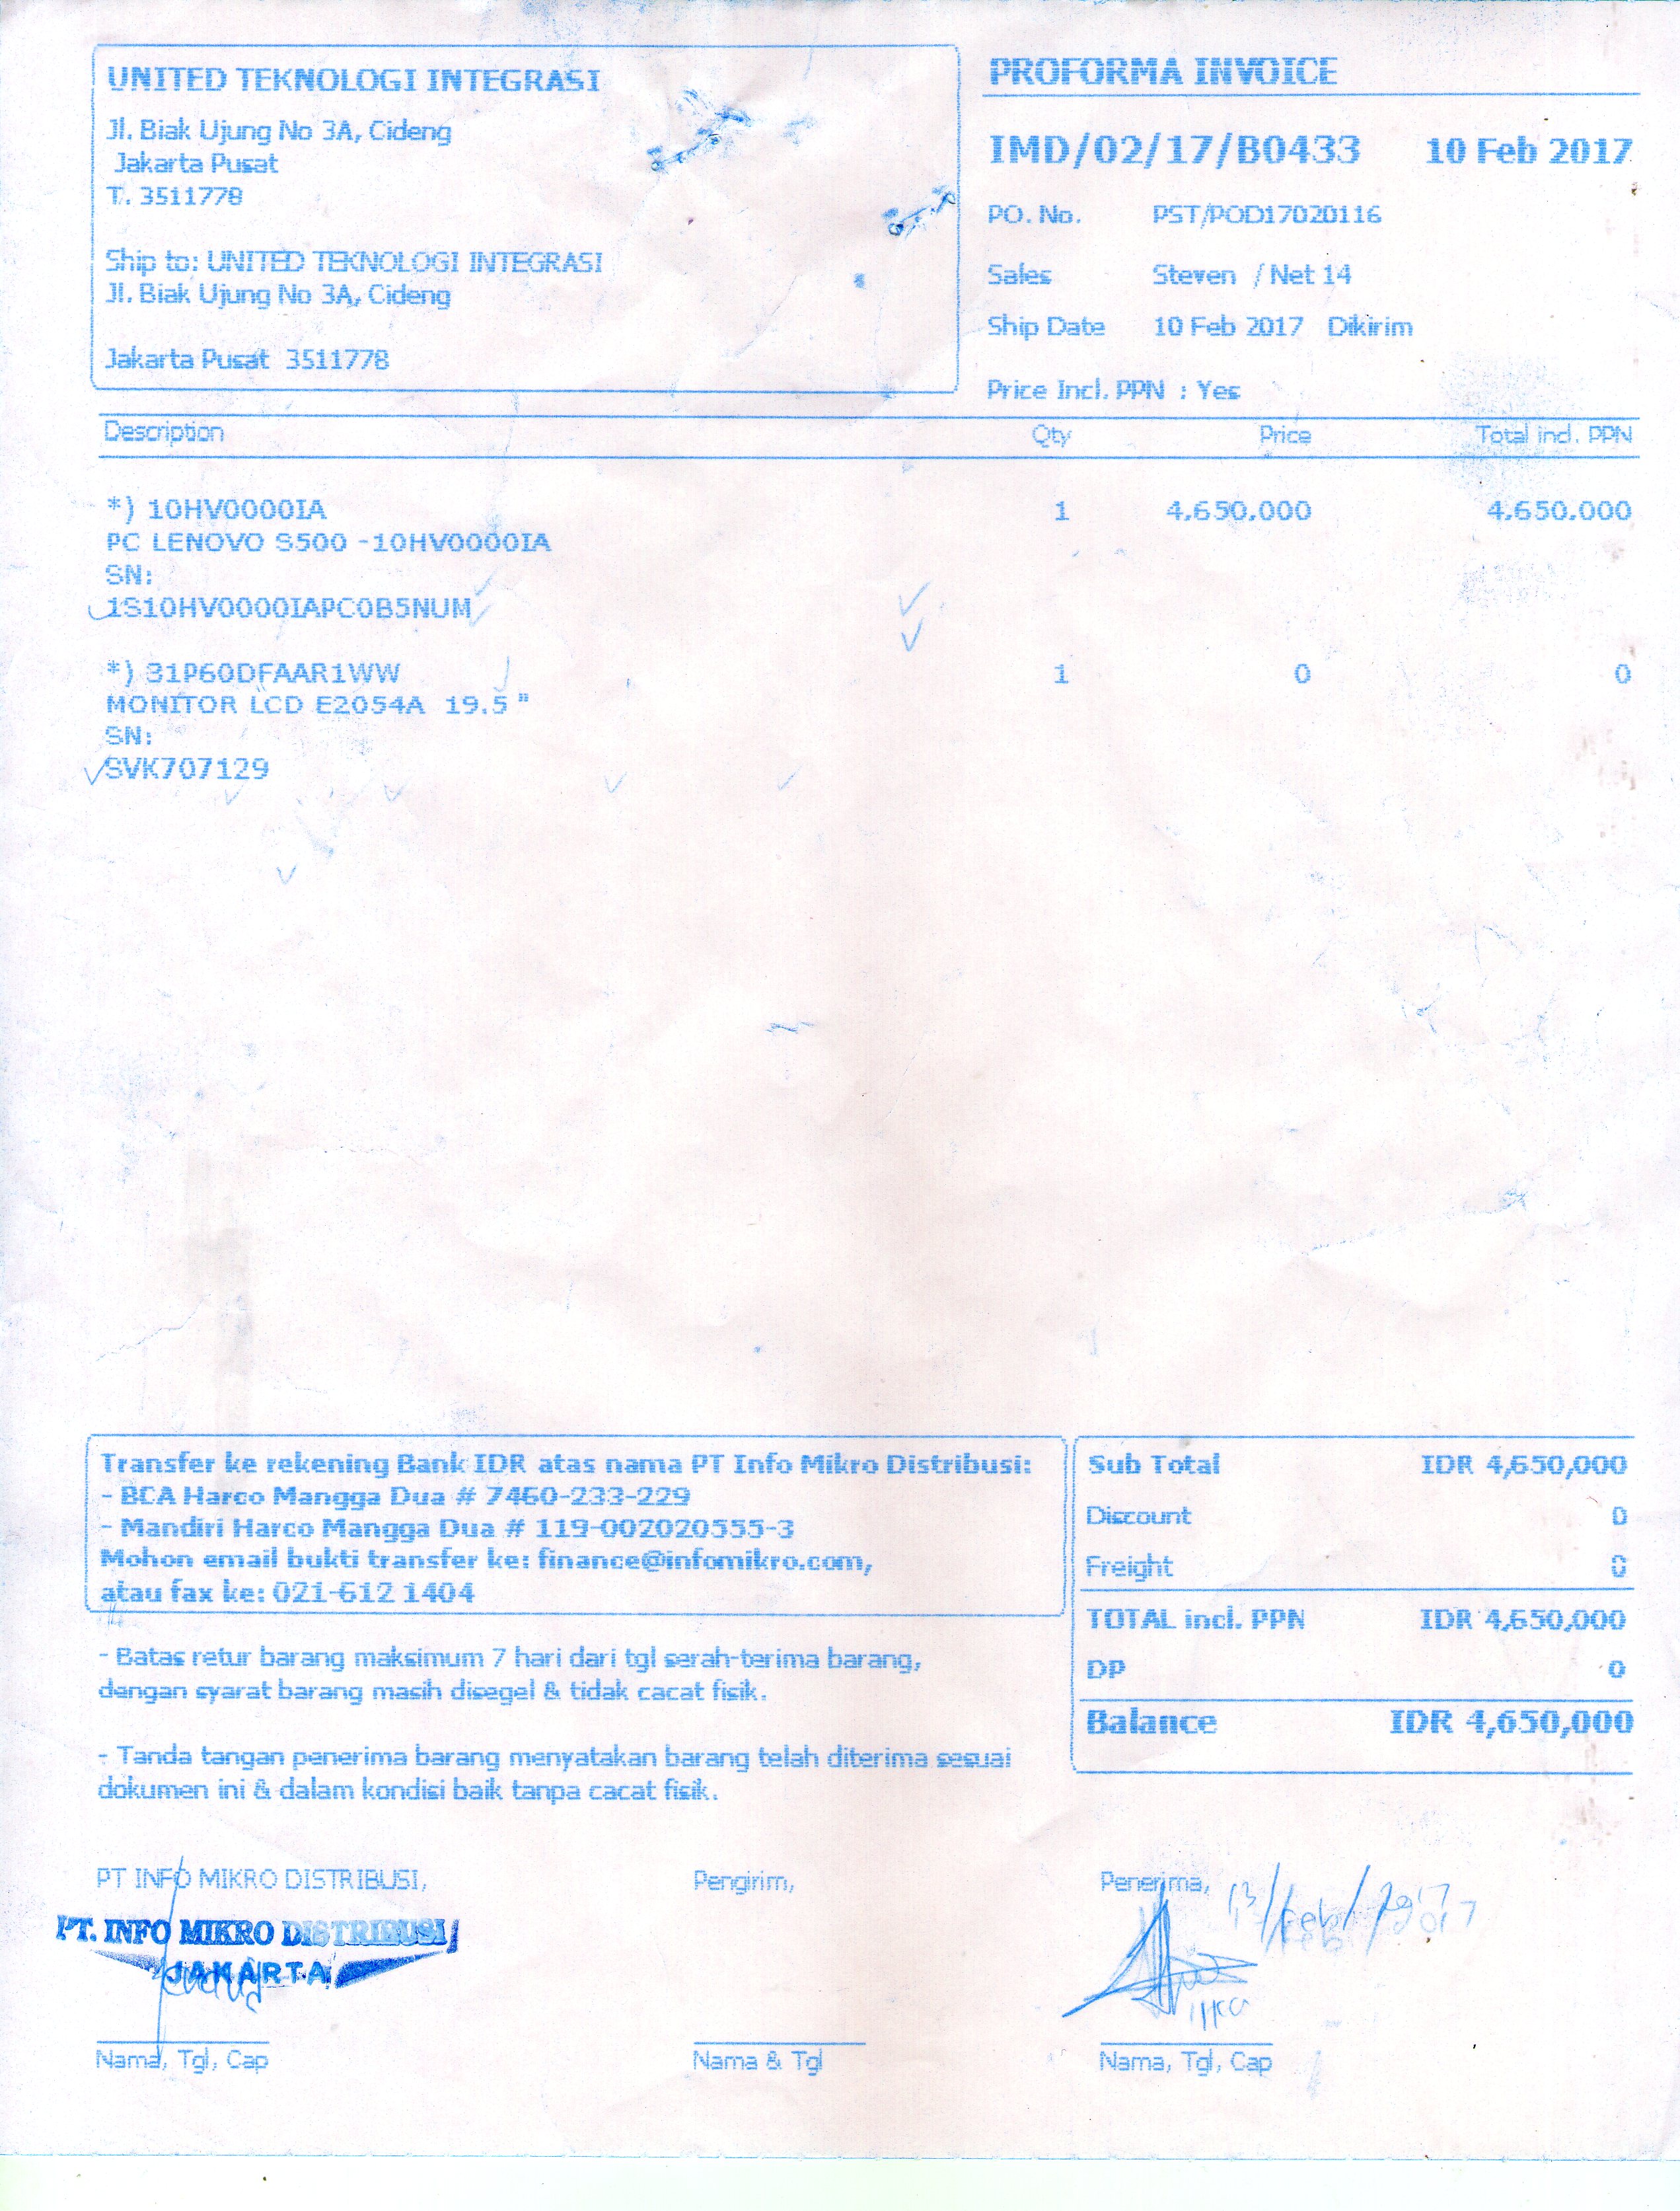 UNITED TEKNOLOGI INTEGRASI
Jl. Biak Ujung No 3A, Cideng
Jakarta Pusat
T. 3511778
Ship to: UNITED TEKNOLOGI INTEGRASI
Jl. Biak Ujung No 3A, Cideng
Jakarta Pusat 3511778
PROFORMA INVOICE
IMD/02/17/B0433 10 Feb 2017
PO. No. PST/POD17020116
Sales Steven / Net 14
Ship Date 10 Feb 2017 Dikirim
Price Incl. PPN : Yes
Description Qty Price Total incl. PPN
*) 10HV0000IA 1 4,650,000 4,650,000
PC LENOVO S500 -10HV0000IA
SN:
1S10HV0000IAPC0B5NUM
*) 31P60DFAAR1WW 1 0 0
MONITOR LCD E2054A 19.5 "
SN:
SVK707129
Transfer ke rekening Bank IDR atas nama PT Info Mikro Distribusi:
- BCA Harco Mangga Dua # 7460-233-229
- Mandiri Harco Mangga Dua # 119-002020555-3
Mohon email bukti transfer ke: finance@infomikro.com,
atau fax ke: 021-612 1404
Sub Total IDR 4,650,000
Discount 0
Freight 0
TOTAL incl. PPN IDR 4,650,000
DP 0
Balance IDR 4,650,000
- Batas retur barang maksimum 7 hari dari tgl serah-terima barang,
dengan syarat barang masih disegel & tidak cacat fisik.
- Tanda tangan penerima barang menyatakan barang telah diterima sesuai
dokumen ini & dalam kondisi baik tanpa cacat fisik.
PT INFO MIKRO DISTRIBUSI, Pengirim, Penerima, 13/Feb/2017
PT. INFO MIKRO DISTRIBUSI
JAKARTA
Nama, Tgl, Cap Nama & Tgl Nama, Tgl, Cap